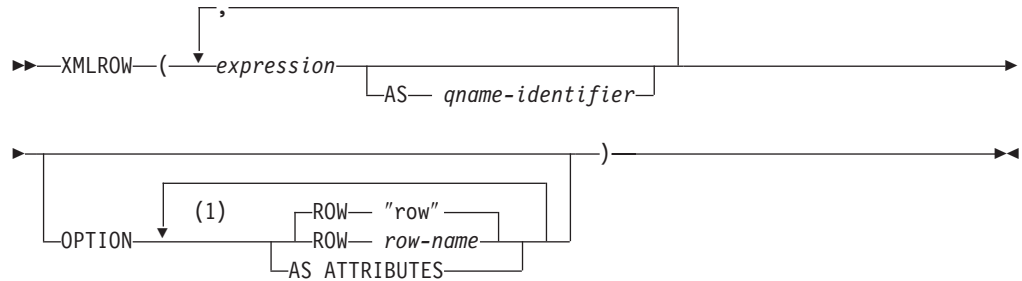 ,
XMLROW ( expression
AS qname-identifier
)
(1) ROW "row"
OPTION ROW row-name
AS ATTRIBUTES